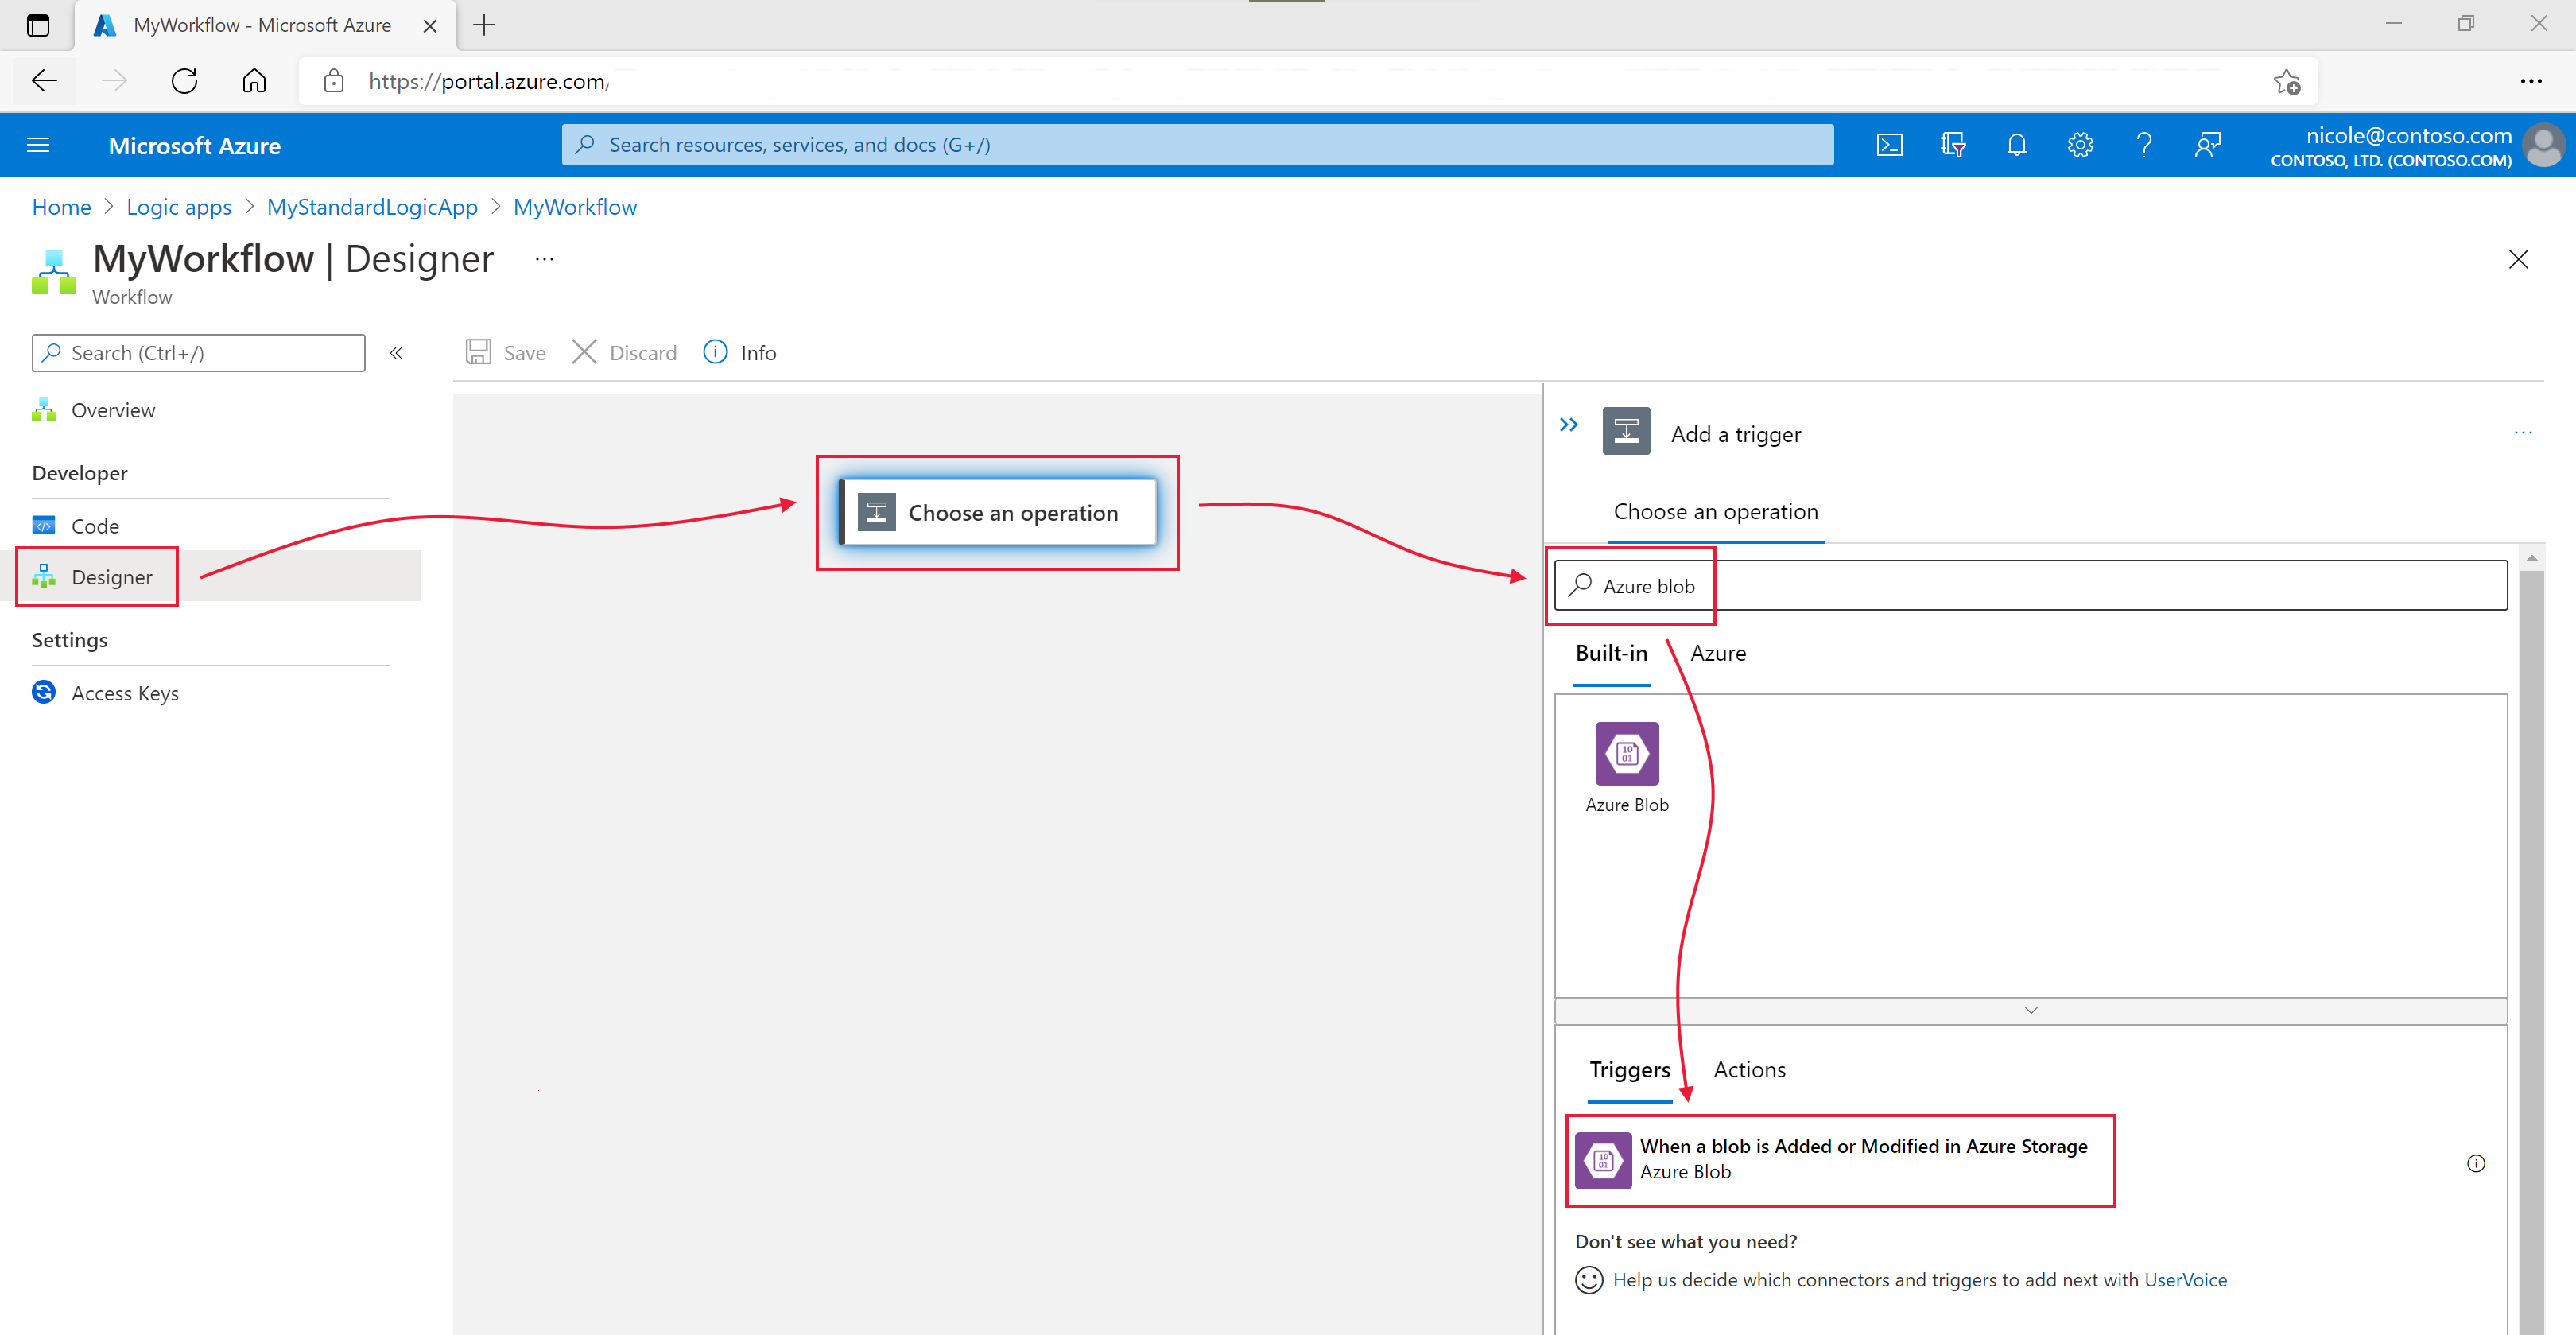 MyWorkflow - Microsoft Azure
https://portal.azure.com/
Microsoft Azure
Search resources, services, and docs (G+/)
nicole@contoso.com
CONTOSO, LTD. (CONTOSO.COM)
Home > Logic apps > MyStandardLogicApp > MyWorkflow
MyWorkflow | Designer ...
Workflow
Search (Ctrl+/)
«
Save
Discard
Info
Overview
Developer
Code
Designer
Settings
Access Keys
Choose an operation
Add a trigger
...
Choose an operation
Azure blob
Built-in
Azure
10
01
Azure Blob
Triggers
Actions
10
01
When a blob is Added or Modified in Azure Storage
Azure Blob
Don't see what you need?
Help us decide which connectors and triggers to add next with UserVoice